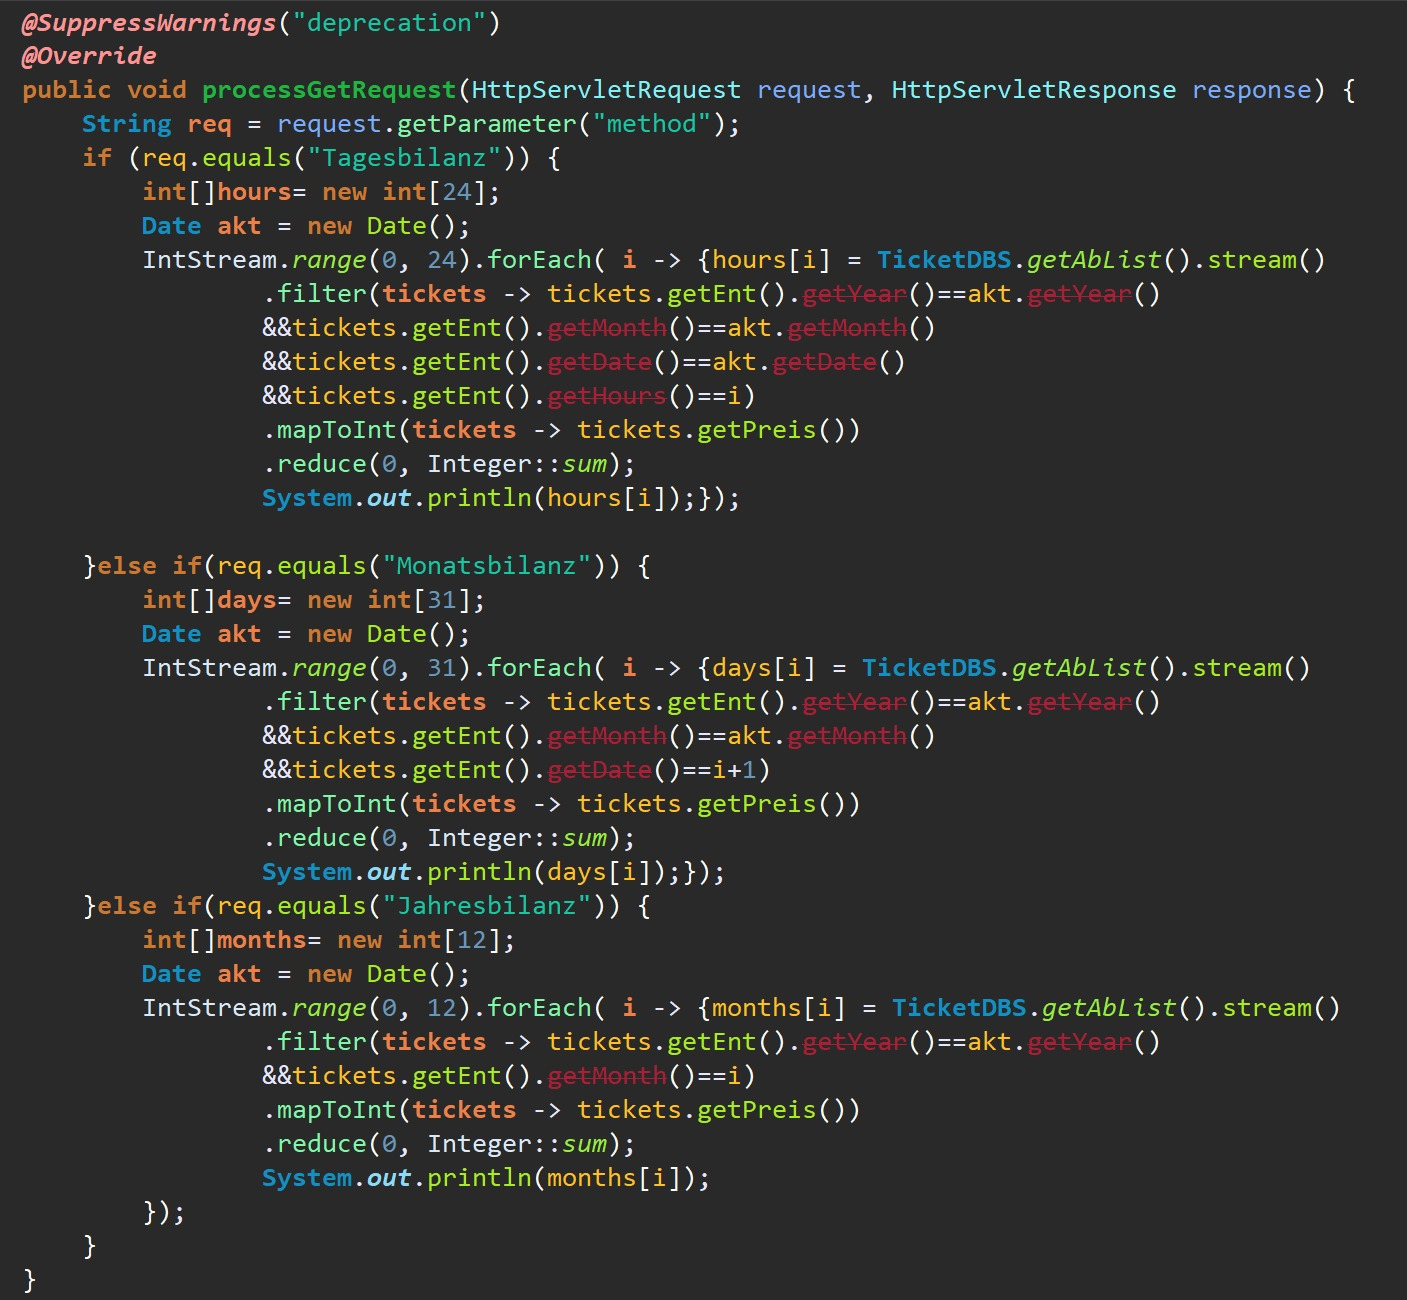 @SuppressWarnings("deprecation")
@Override
public void processGetRequest(HttpServletRequest request, HttpServletResponse response) {
    String req = request.getParameter("method");
    if (req.equals("Tagesbilanz")) {
        int[]hours= new int[24];
        Date akt = new Date();
        IntStream.range(0, 24).forEach( i -> {hours[i] = TicketDBS.getAbList().stream()
                .filter(tickets -> tickets.getEnt().getYear()==akt.getYear()
                &&tickets.getEnt().getMonth()==akt.getMonth()
                &&tickets.getEnt().getDate()==akt.getDate()
                &&tickets.getEnt().getHours()==i)
                .mapToInt(tickets -> tickets.getPreis())
                .reduce(0, Integer::sum);
                System.out.println(hours[i]);});

    }else if(req.equals("Monatsbilanz")) {
        int[]days= new int[31];
        Date akt = new Date();
        IntStream.range(0, 31).forEach( i -> {days[i] = TicketDBS.getAbList().stream()
                .filter(tickets -> tickets.getEnt().getYear()==akt.getYear()
                &&tickets.getEnt().getMonth()==akt.getMonth()
                &&tickets.getEnt().getDate()==i+1)
                .mapToInt(tickets -> tickets.getPreis())
                .reduce(0, Integer::sum);
                System.out.println(days[i]);});
    }else if(req.equals("Jahresbilanz")) {
        int[]months= new int[12];
        Date akt = new Date();
        IntStream.range(0, 12).forEach( i -> {months[i] = TicketDBS.getAbList().stream()
                .filter(tickets -> tickets.getEnt().getYear()==akt.getYear()
                &&tickets.getEnt().getMonth()==i)
                .mapToInt(tickets -> tickets.getPreis())
                .reduce(0, Integer::sum);
                System.out.println(months[i]);
        });
    }
}